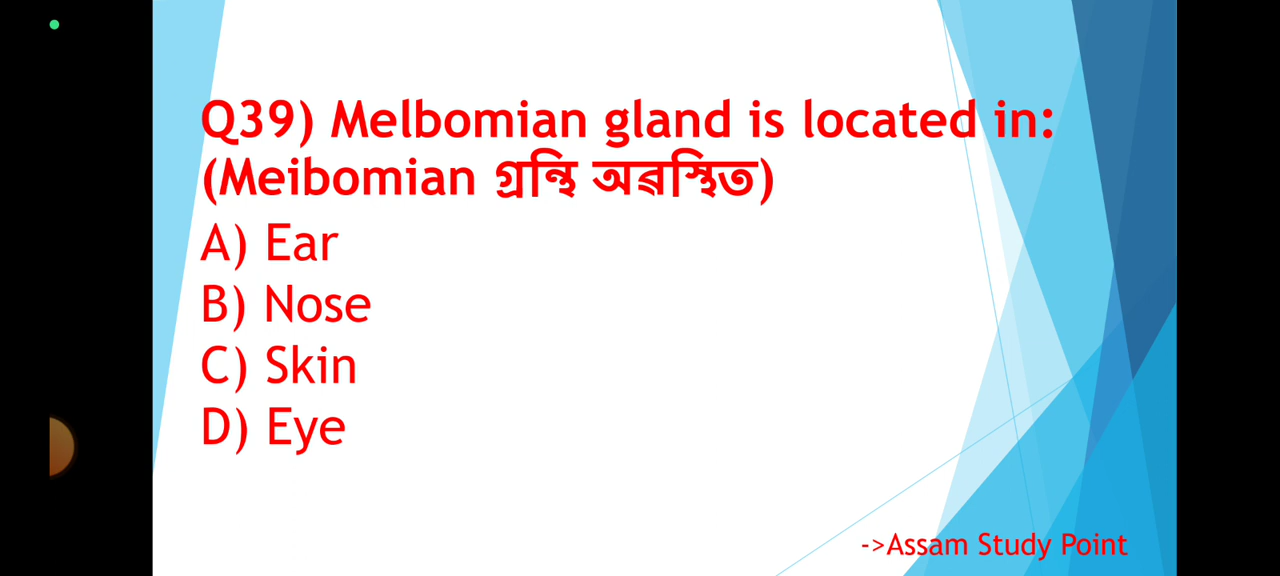 Q39) Melbomian gland is located in:
(Meibomian গ্ৰন্থি অৱস্থিত)
A) Ear
B) Nose
C) Skin
D) Eye
->Assam Study Point